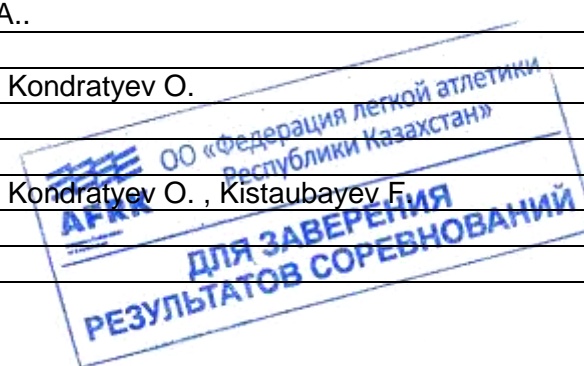 A..
Kondratyev O.
ОО «Федерация легкой атлетики
Республики Казахстан»
Kondratyev O. , Kistaubayev F.
AFRK
ДЛЯ ЗАВЕРЕНИЯ
РЕЗУЛЬТАТОВ СОРЕВНОВАНИЙ